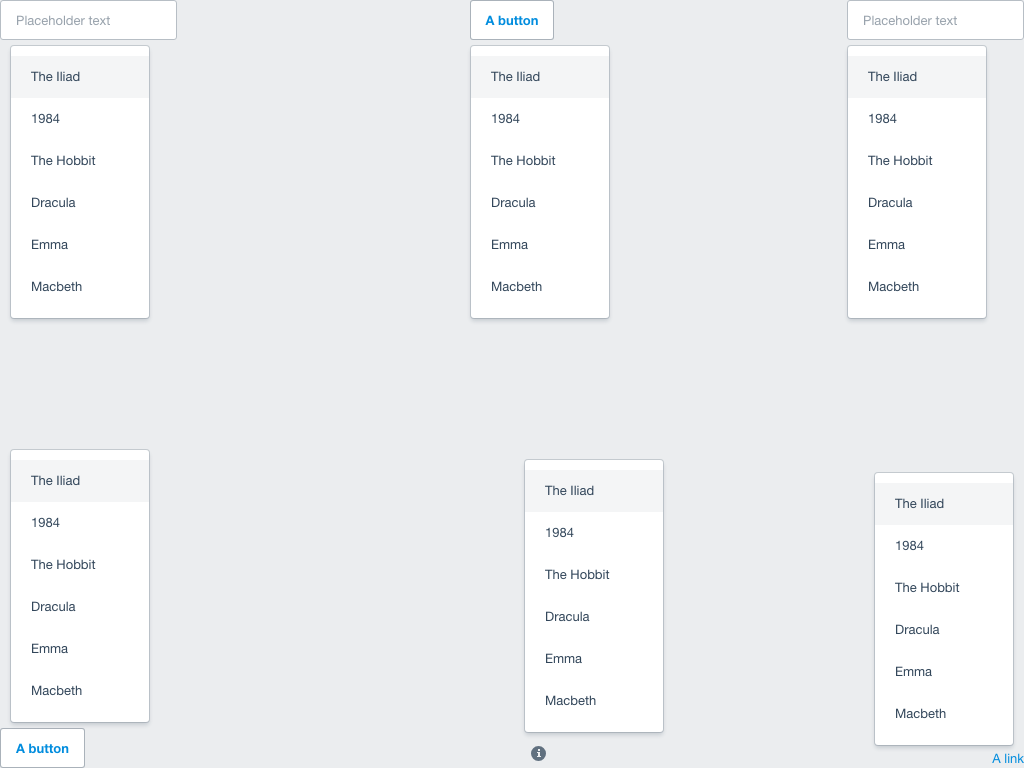 Placeholder text
The Iliad
1984
The Hobbit
Dracula
Emma
Macbeth
A button
The Iliad
1984
The Hobbit
Dracula
Emma
Macbeth
Placeholder text
The Iliad
1984
The Hobbit
Dracula
Emma
Macbeth
The Iliad
1984
The Hobbit
Dracula
Emma
Macbeth
A button
The Iliad
1984
The Hobbit
Dracula
Emma
Macbeth
The Iliad
1984
The Hobbit
Dracula
Emma
Macbeth
A link